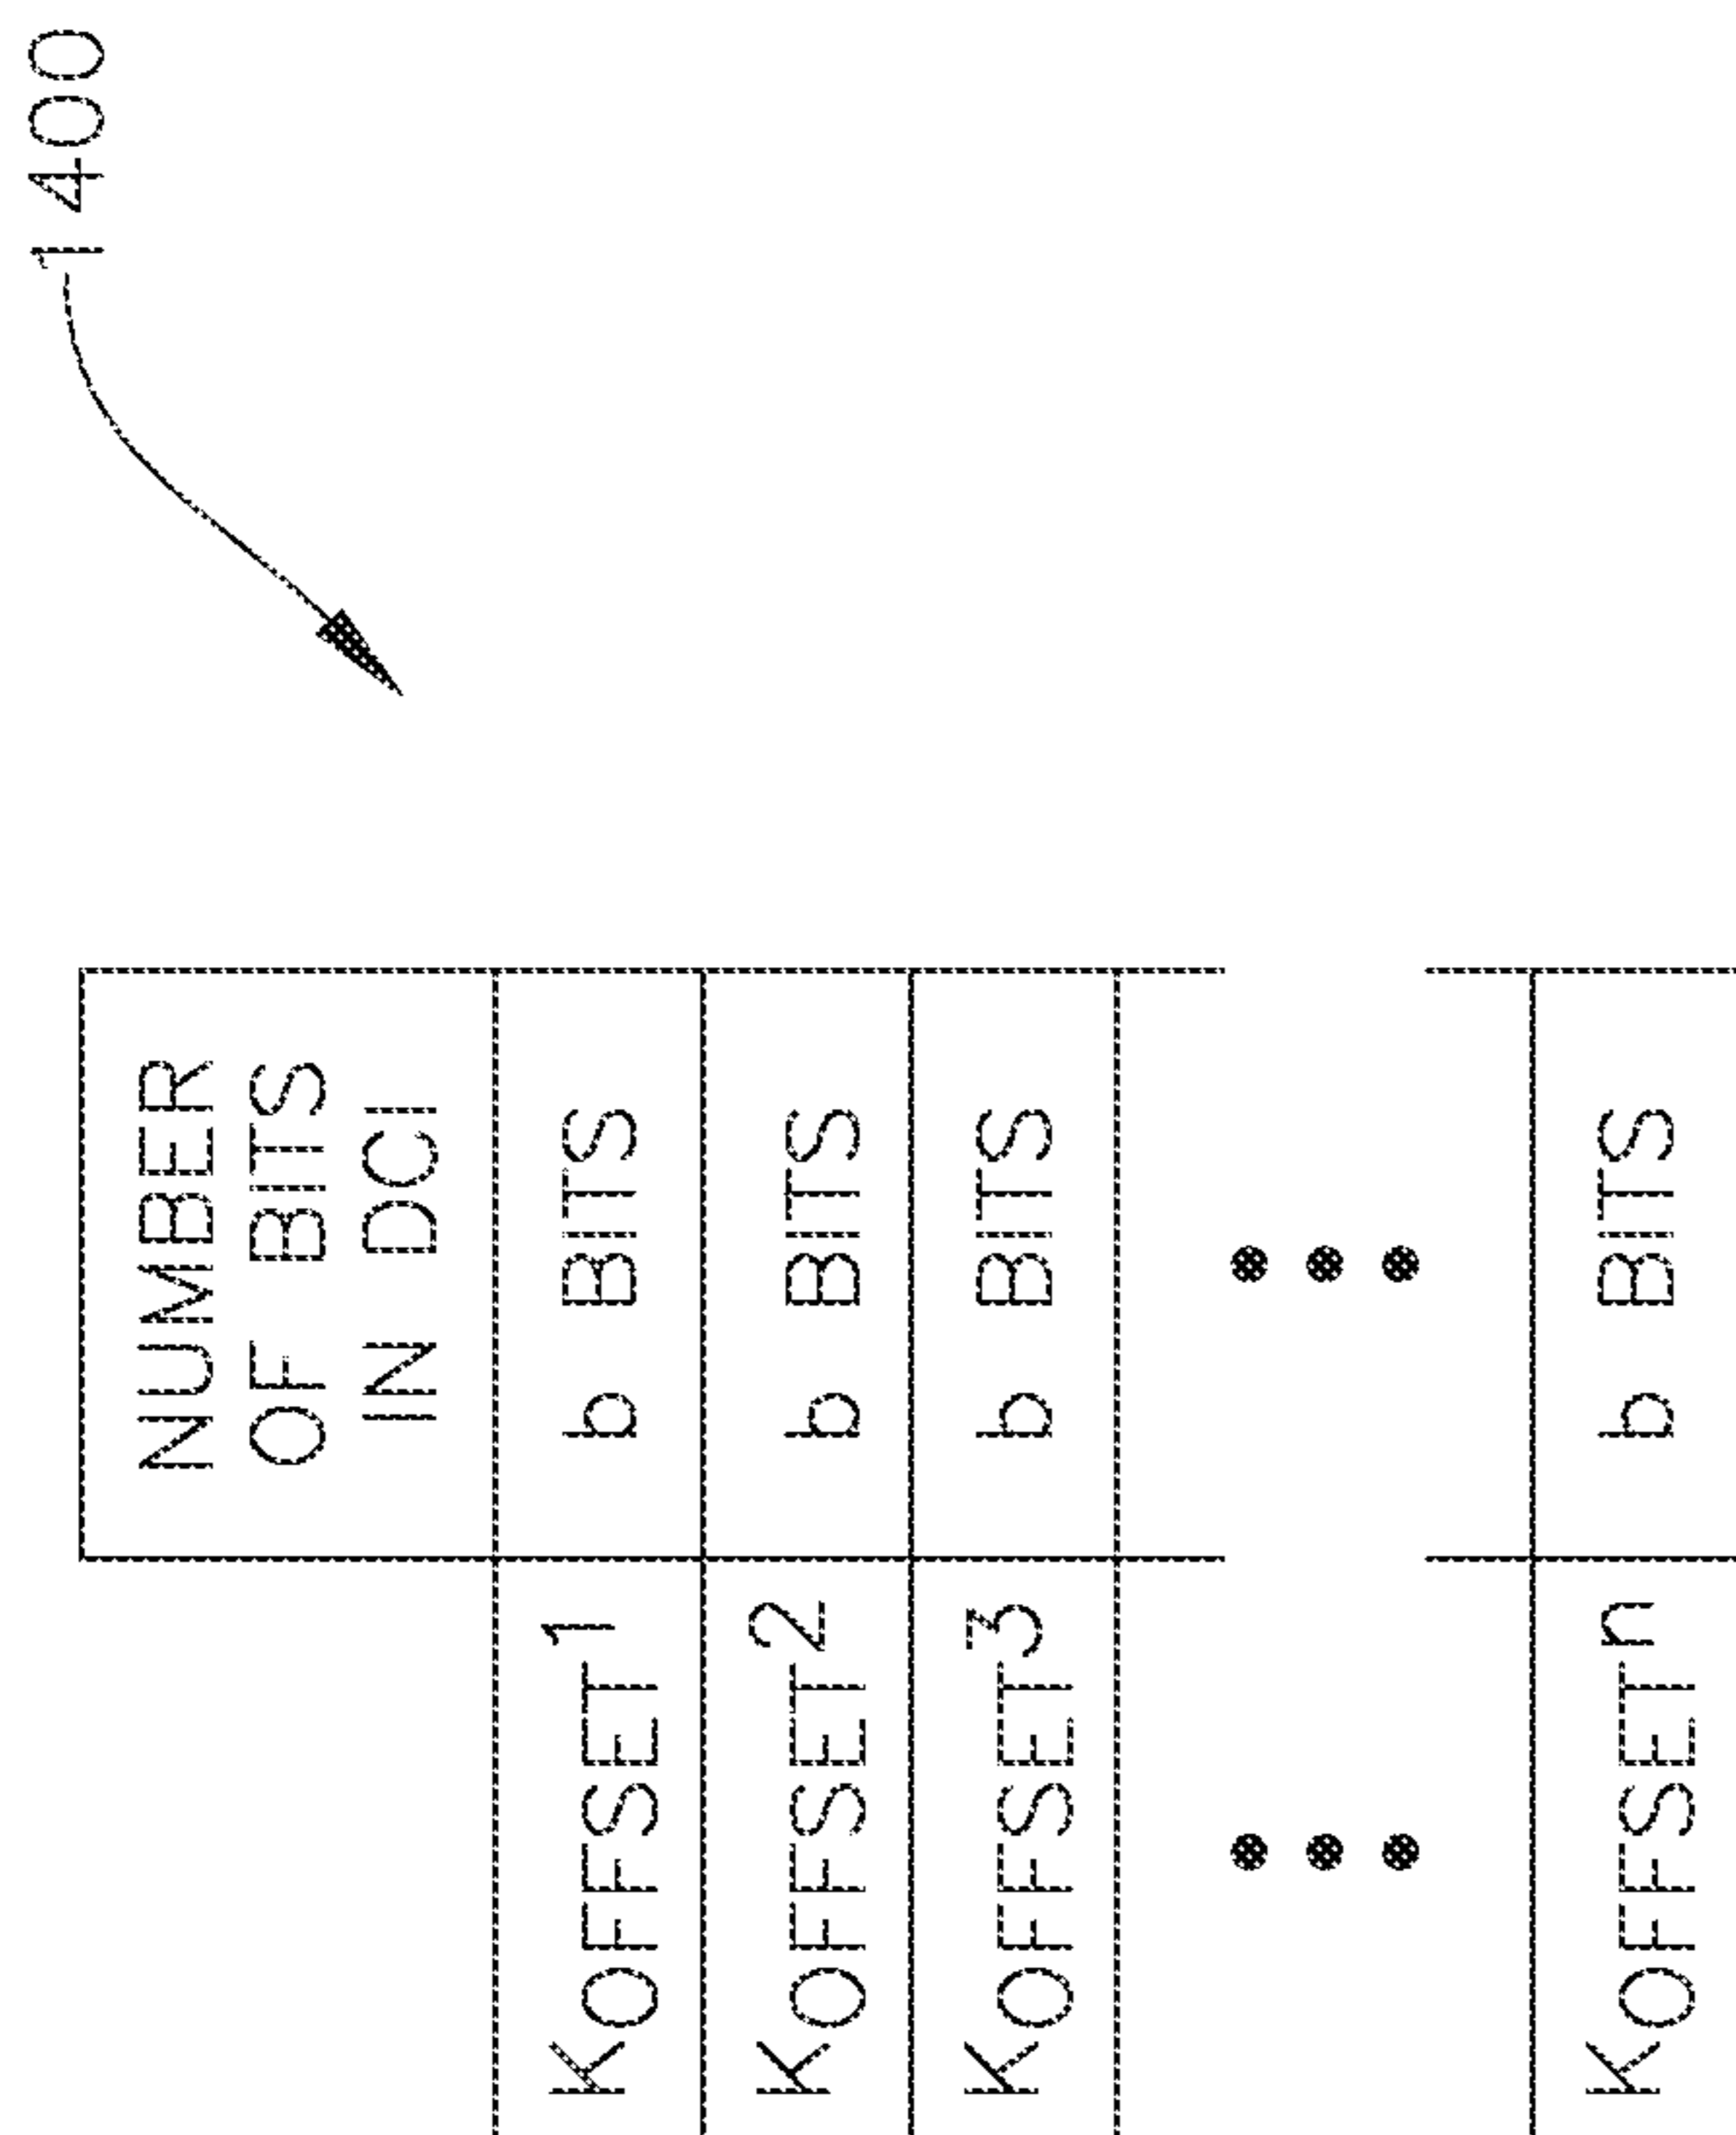 1400
NUMBER
OF BITS
IN DCI
KOFFSET1 b BITS
KOFFSET2 b BITS
KOFFSET3 b BITS
KOFFSETn b BITS